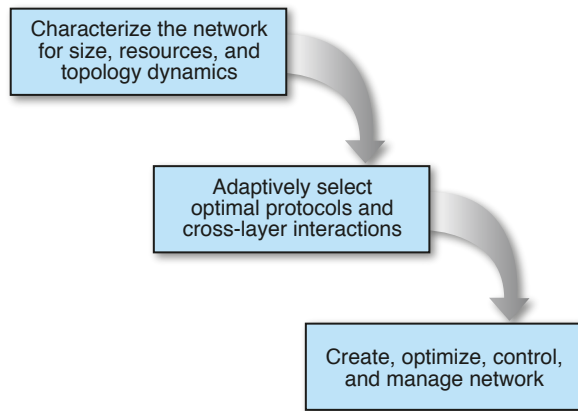 Characterize the network
for size, resources, and
topology dynamics
Adaptively select
optimal protocols and
cross-layer interactions
Create, optimize, control,
and manage network